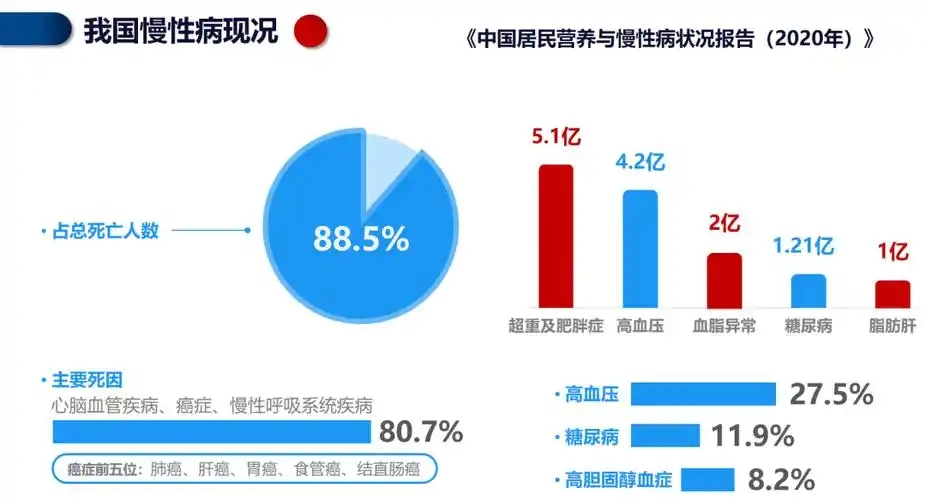 我国慢性病现况
《中国居民营养与慢性病状况报告（2020年）》
• 占总死亡人数
88.5%
5.1亿
4.2亿
2亿
1.21亿
1亿
超重及肥胖症
高血压
血脂异常
糖尿病
脂肪肝
• 主要死因
心脑血管疾病、癌症、慢性呼吸系统疾病
80.7%
癌症前五位：肺癌、肝癌、胃癌、食管癌、结直肠癌
• 高血压 27.5%
• 糖尿病 11.9%
• 高胆固醇血症 8.2%